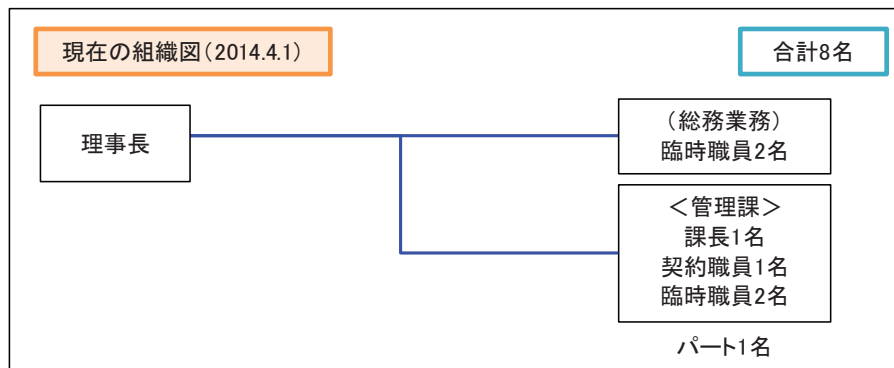 現在の組織図(2014.4.1)
合計8名
理事長
(総務業務)
臨時職員2名
<管理課>
課長1名
契約職員1名
臨時職員2名
パート1名